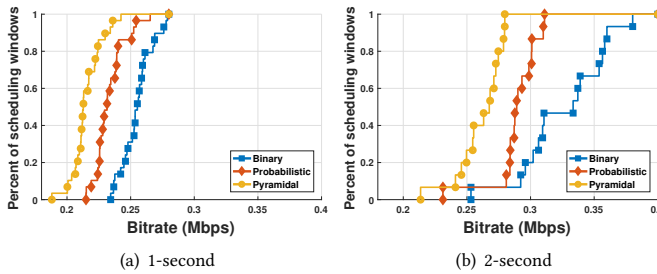 1
0.8
0.6
0.4
0.2
0
Percent of scheduling windows
0.2 0.25 0.3 0.35 0.4
Bitrate (Mbps)
Binary
Probabilistic
Pyramidal
(a) 1-second
1
0.8
0.6
0.4
0.2
0
Percent of scheduling windows
0.2 0.25 0.3 0.35
Bitrate (Mbps)
Binary
Probabilistic
Pyramidal
(b) 2-second